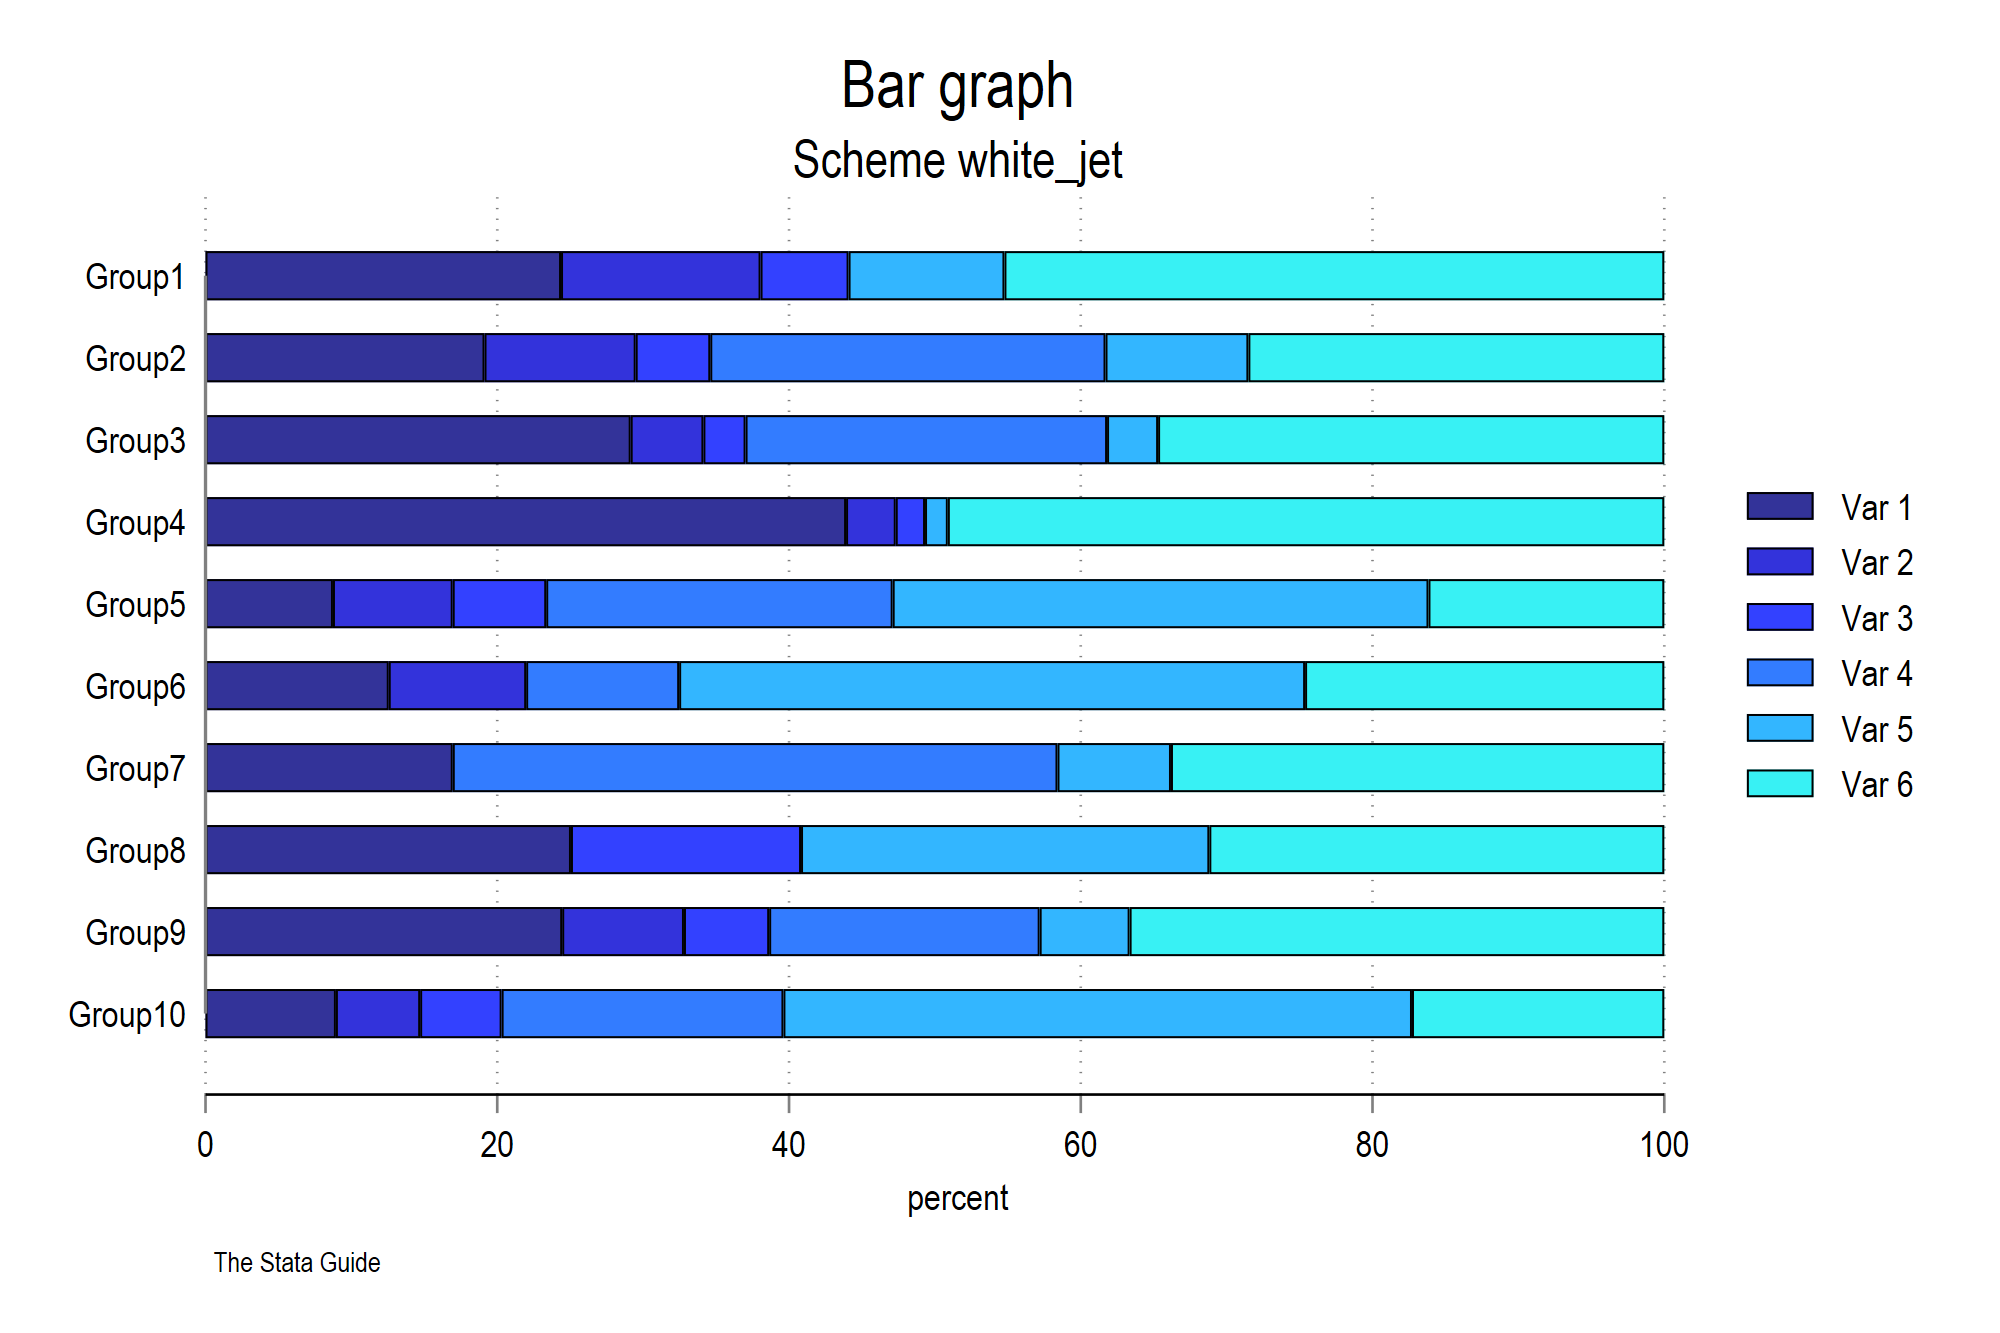 Bar graph
Scheme white_jet
Group1
Group2
Group3
Group4
Group5
Group6
Group7
Group8
Group9
Group10
Var 1
Var 2
Var 3
Var 4
Var 5
Var 6
0 20 40 60 80 100
percent
The Stata Guide